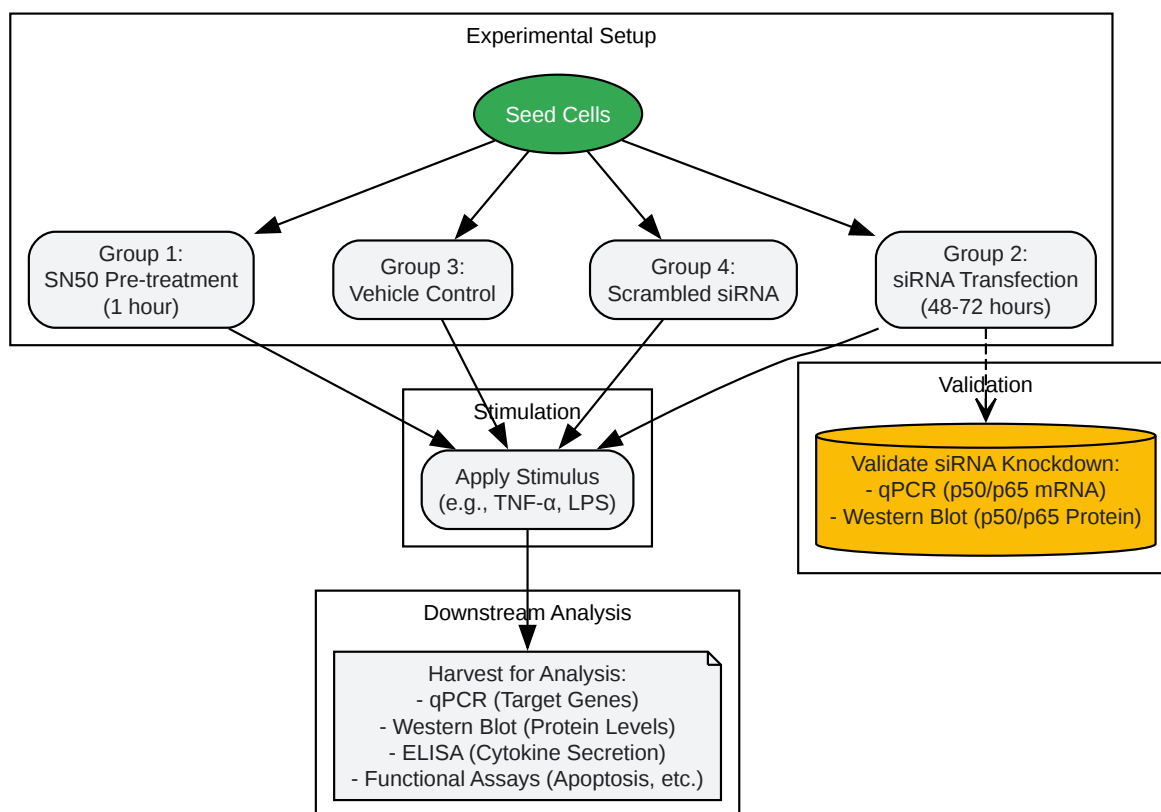 Experimental Setup
Seed Cells
Group 1:
SN50 Pre-treatment
(1 hour)
Group 3:
Vehicle Control
Group 4:
Scrambled siRNA
Group 2:
siRNA Transfection
(48-72 hours)
Stimulation
Apply Stimulus
(e.g., TNF-α, LPS)
Validation
Validate siRNA Knockdown:
- qPCR (p50/p65 mRNA)
- Western Blot (p50/p65 Protein)
Downstream Analysis
Harvest for Analysis:
- qPCR (Target Genes)
- Western Blot (Protein Levels)
- ELISA (Cytokine Secretion)
- Functional Assays (Apoptosis, etc.)